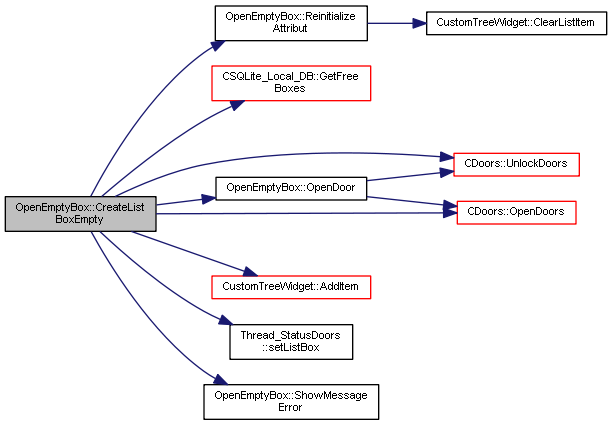 OpenEmptyBox::Reinitialize
Attribut
CustomTreeWidget::ClearListItem
CSQLite_Local_DB::GetFree
Boxes
CDoors::UnlockDoors
OpenEmptyBox::OpenDoor
OpenEmptyBox::CreateList
BoxEmpty
CDoors::OpenDoors
CustomTreeWidget::AddItem
Thread_StatusDoors
::setListBox
OpenEmptyBox::ShowMessage
Error